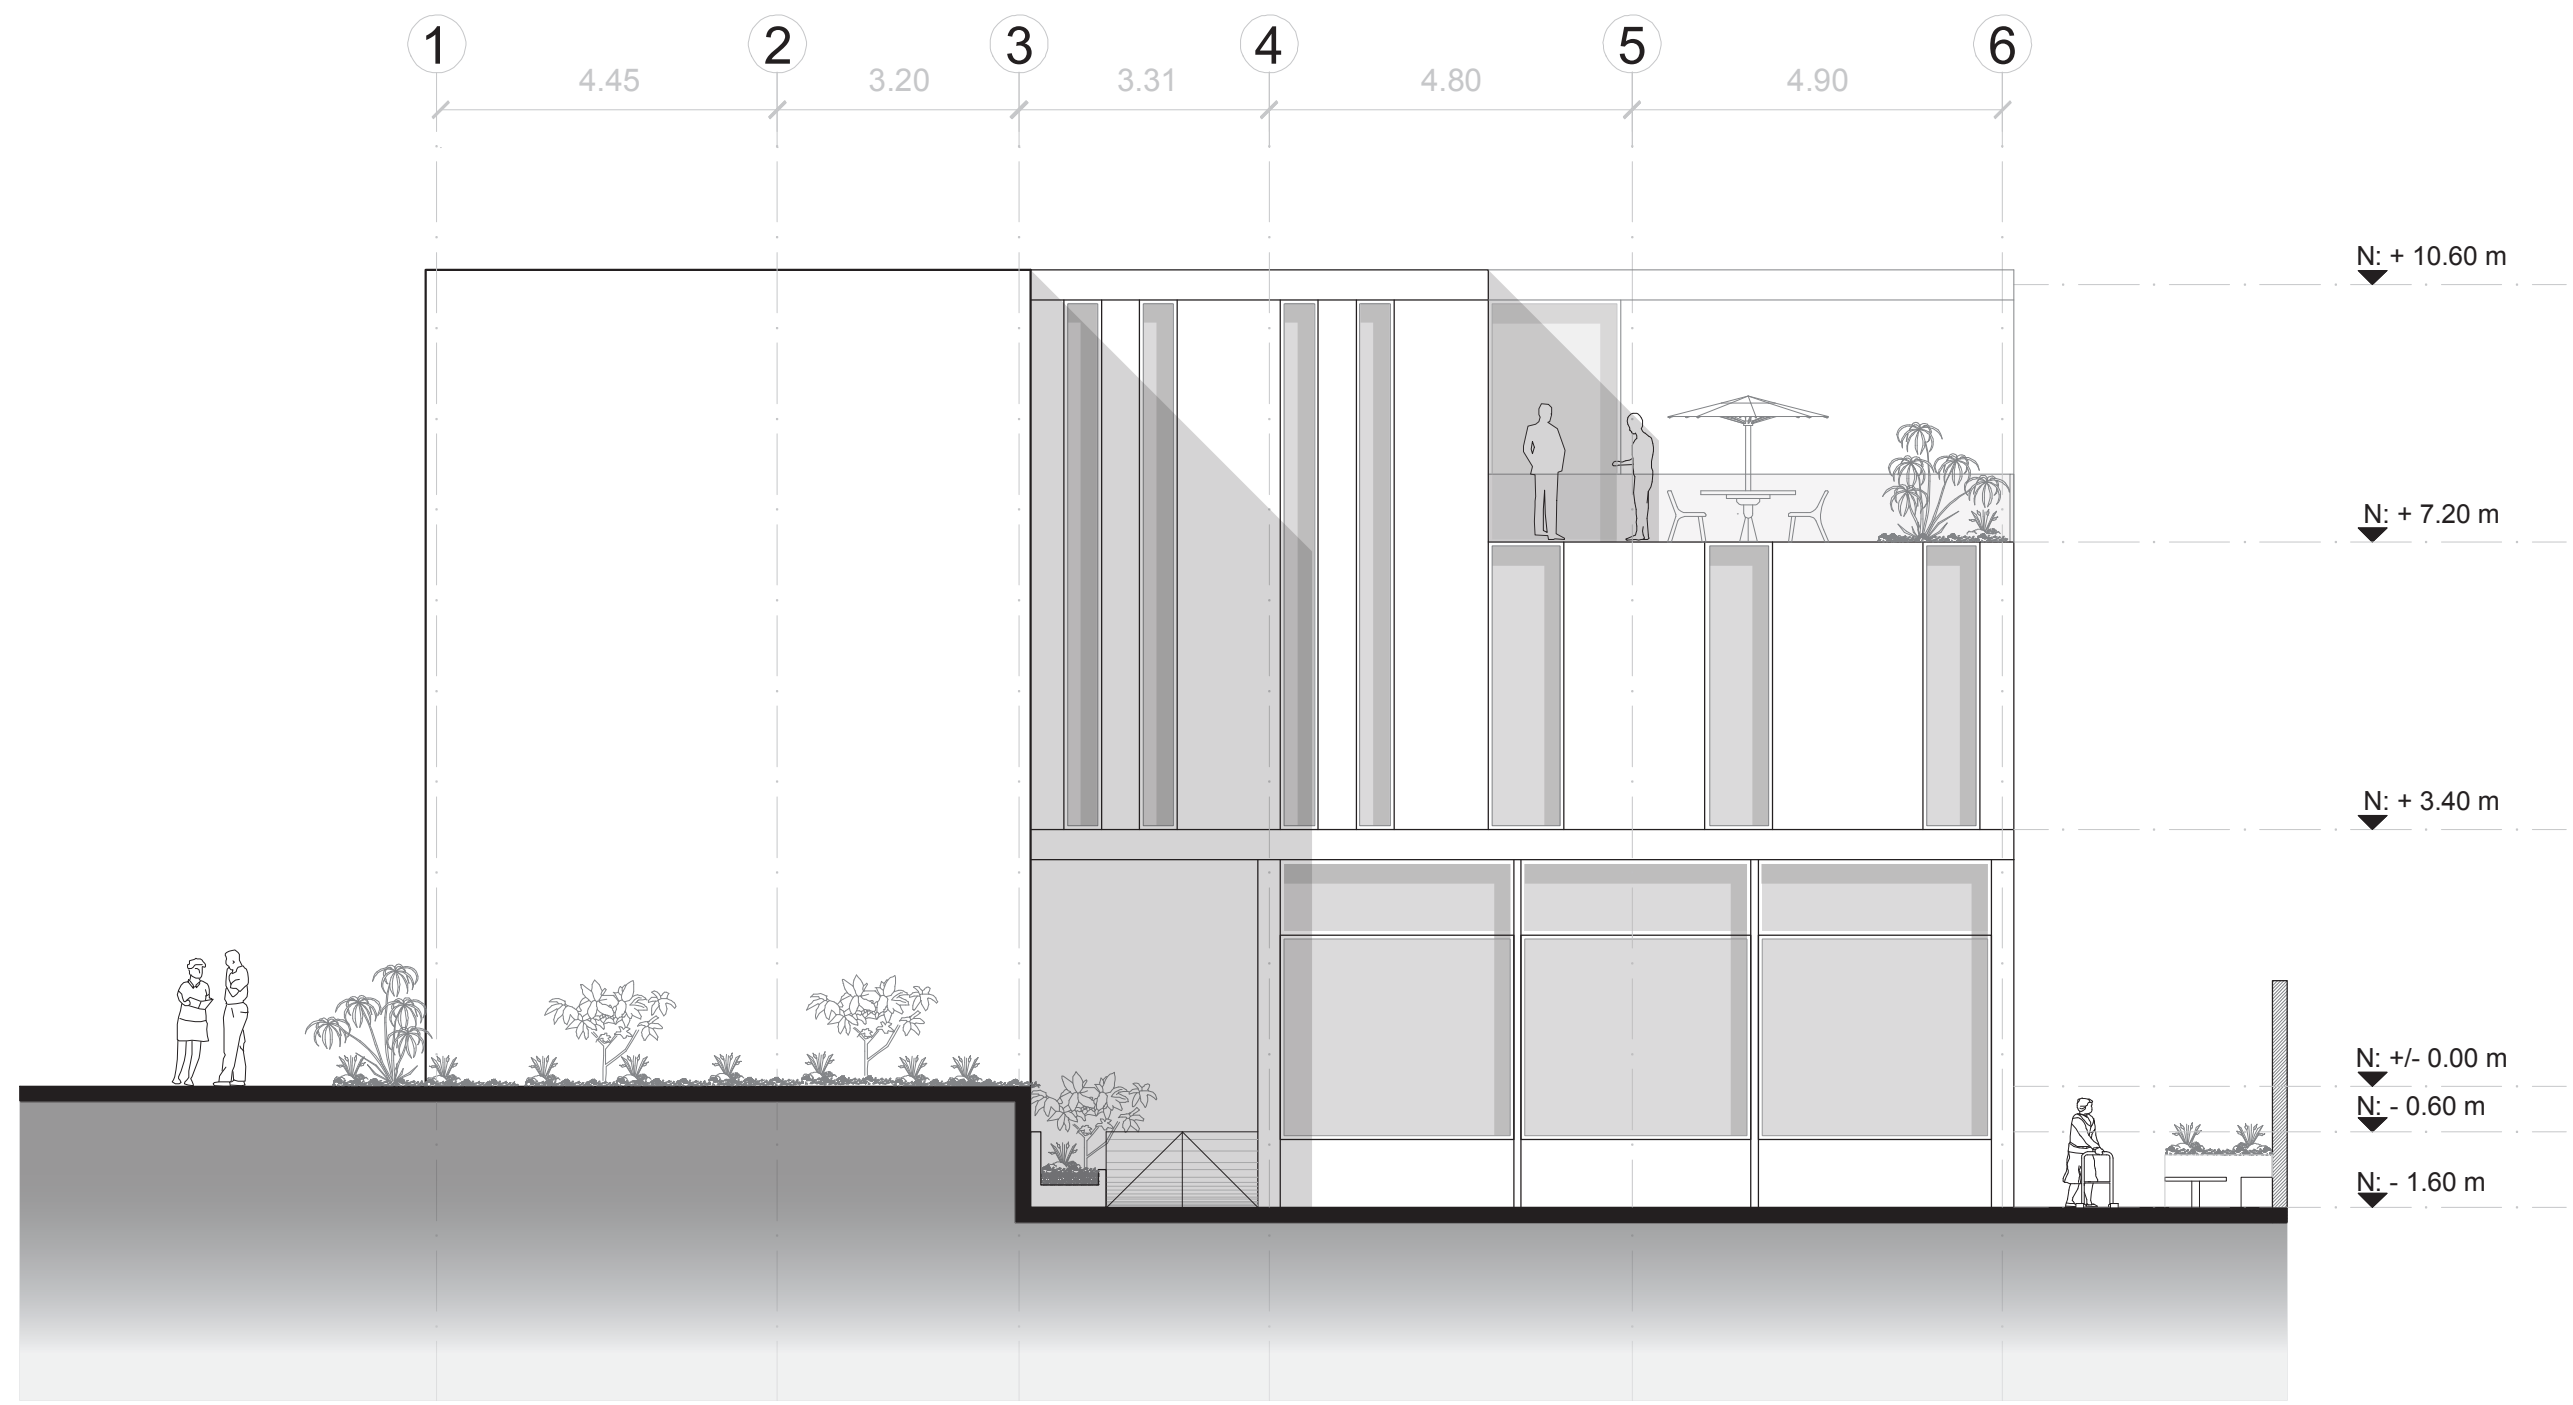 1 2 3 4 5 6
4.45 3.20 3.31 4.80 4.90
N: + 10.60 m
N: + 7.20 m
N: + 3.40 m
N: +/- 0.00 m
N: - 0.60 m
N: - 1.60 m